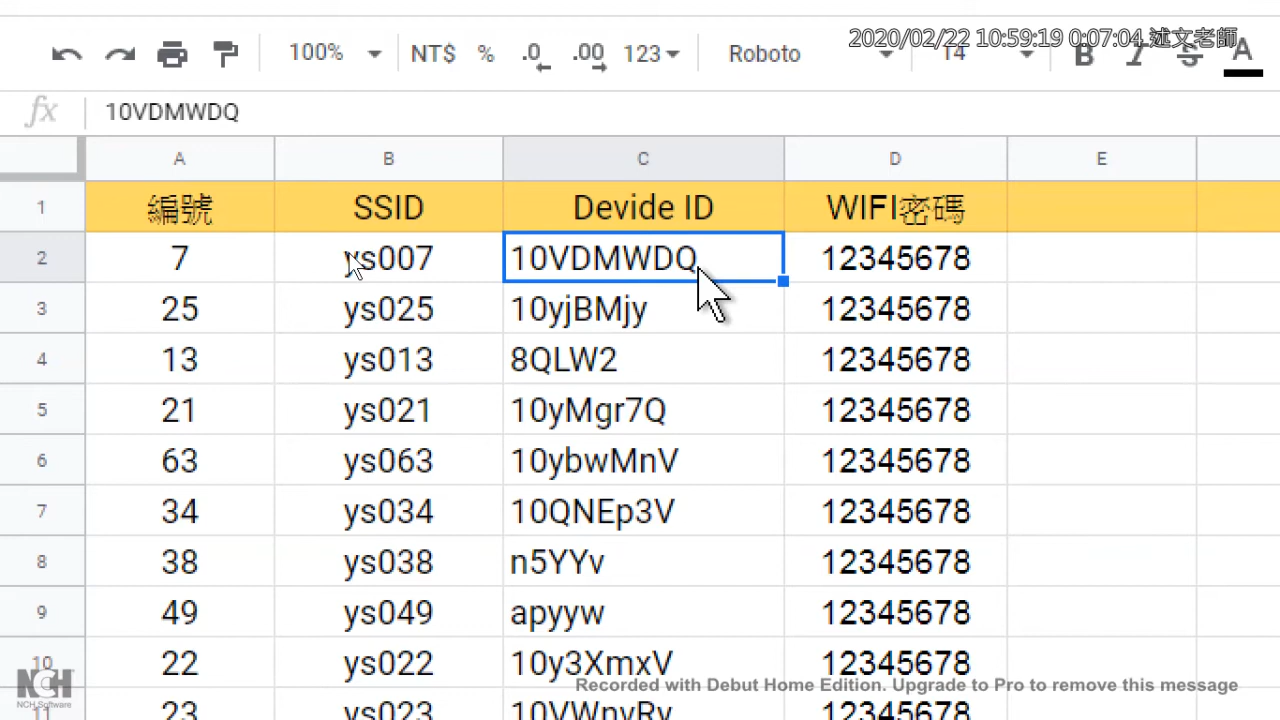 2020/02/22 10:59:19 0:07:04 述文老師
100% NT$ % .0 .00 123 Roboto 14 B I S A
fx 10VDMWDQ
A B C D E
1 編號 SSID Devide ID WIFI密碼
2 7 ys007 10VDMWDQ 12345678
3 25 ys025 10yjBMjy 12345678
4 13 ys013 8QLW2 12345678
5 21 ys021 10yMgr7Q 12345678
6 63 ys063 10ybwMnV 12345678
7 34 ys034 10QNEp3V 12345678
8 38 ys038 n5YYv 12345678
9 49 ys049 apyyw 12345678
10 22 ys022 10y3XmxV 12345678
NCH
NCH Software
Recorded with Debut Home Edition. Upgrade to Pro to remove this message
11 23 ys023 12345678